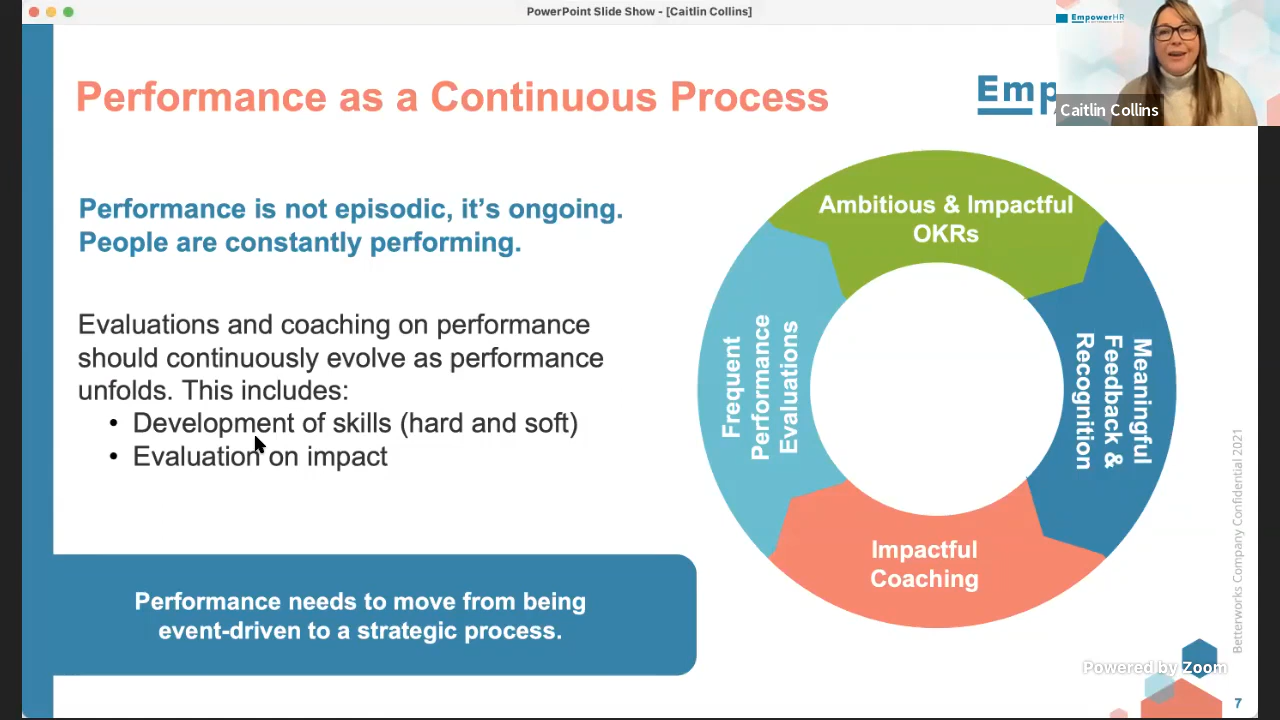 PowerPoint Slide Show - [Caitlin Collins]
EmpowerHR
Caitlin Collins
Performance as a Continuous Process
Emp
Performance is not episodic, it’s ongoing.
People are constantly performing.
Evaluations and coaching on performance
should continuously evolve as performance
unfolds. This includes:
• Development of skills (hard and soft)
• Evaluation on impact
Performance needs to move from being
event-driven to a strategic process.
Ambitious & Impactful
OKRs
Meaningful
Feedback &
Recognition
Impactful
Coaching
Frequent
Performance
Evaluations
Betterworks Company Confidential 2021
Powered by Zoom
7